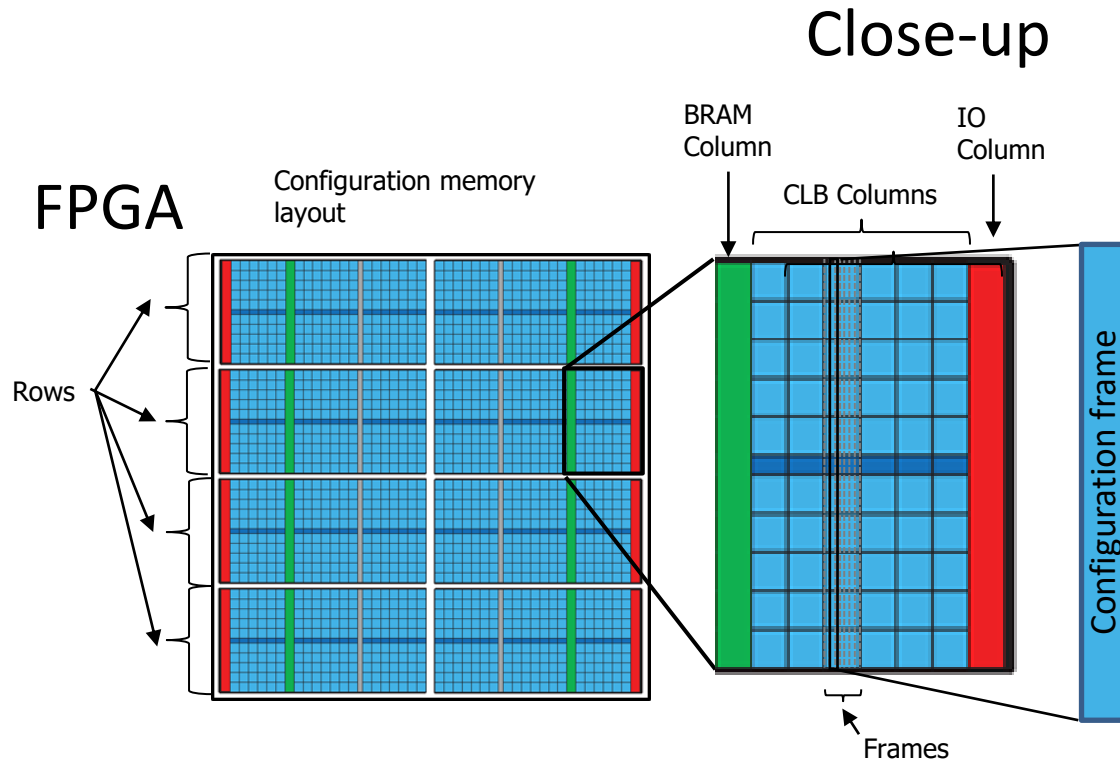 Close-up
BRAM
Column
IO
Column
FPGA
Configuration memory
layout
CLB Columns
Rows
Configuration frame
Frames